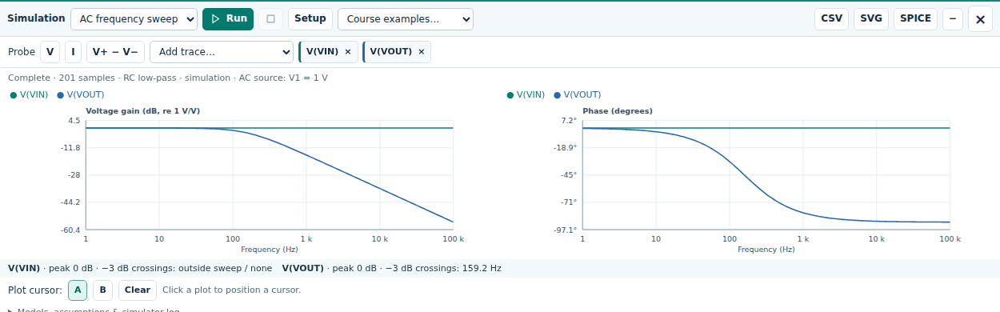 Simulation AC frequency sweep Run Setup Course examples… CSV SVG SPICE − ×
Probe V I V+ − V− Add trace… V(VIN) × V(VOUT) ×
Complete · 201 samples · RC low-pass · simulation · AC source: V1 = 1 V
● V(VIN) ● V(VOUT)
Voltage gain (dB, re 1 V/V)
4.5
-11.8
-28
-44.2
-60.4
1 10 100 1 k 10 k 100 k
Frequency (Hz)
● V(VIN) ● V(VOUT)
Phase (degrees)
7.2°
-18.9°
-45°
-71°
-97.1°
1 10 100 1 k 10 k 100 k
Frequency (Hz)
V(VIN) · peak 0 dB · −3 dB crossings: outside sweep / none V(VOUT) · peak 0 dB · −3 dB crossings: 159.2 Hz
Plot cursor: A B Clear Click a plot to position a cursor.
Models, assumptions & simulator log